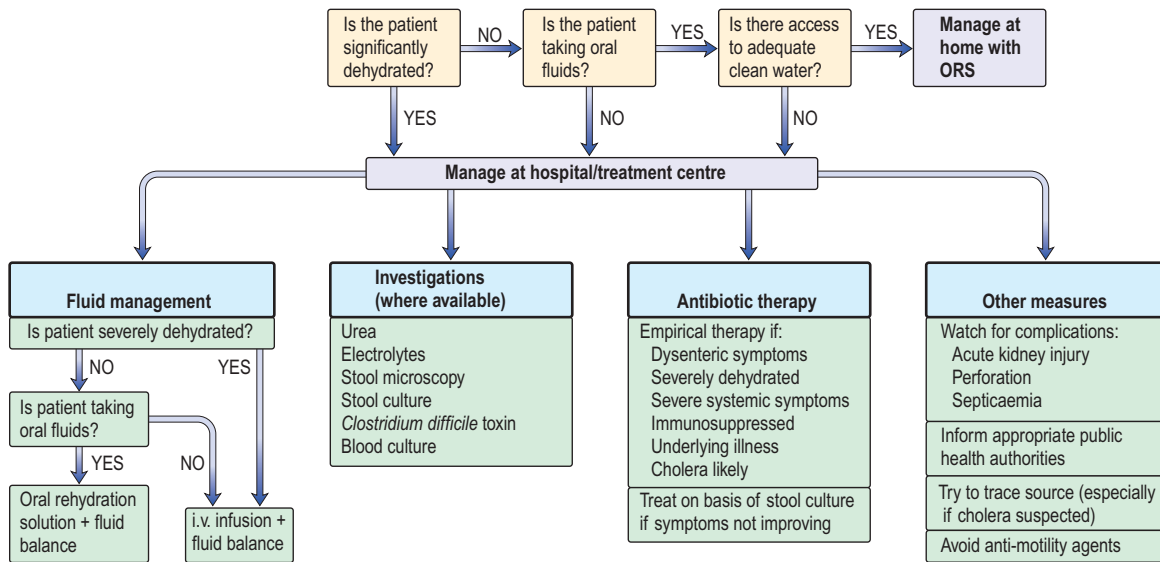 Is the patient
significantly
dehydrated?
NO
Is the patient
taking oral
fluids?
YES
Is there access
to adequate
clean water?
YES
Manage at
home with
ORS
YES
NO
NO
Manage at hospital/treatment centre
Fluid management
Is patient severely dehydrated?
NO
YES
Is patient taking
oral fluids?
YES
NO
Oral rehydration
solution + fluid
balance
i.v. infusion +
fluid balance
Investigations
(where available)
Urea
Electrolytes
Stool microscopy
Stool culture
Clostridium difficile toxin
Blood culture
Antibiotic therapy
Empirical therapy if:
Dysenteric symptoms
Severely dehydrated
Severe systemic symptoms
Immunosuppressed
Underlying illness
Cholera likely
Treat on basis of stool culture
if symptoms not improving
Other measures
Watch for complications:
Acute kidney injury
Perforation
Septicaemia
Inform appropriate public
health authorities
Try to trace source (especially
if cholera suspected)
Avoid anti-motility agents